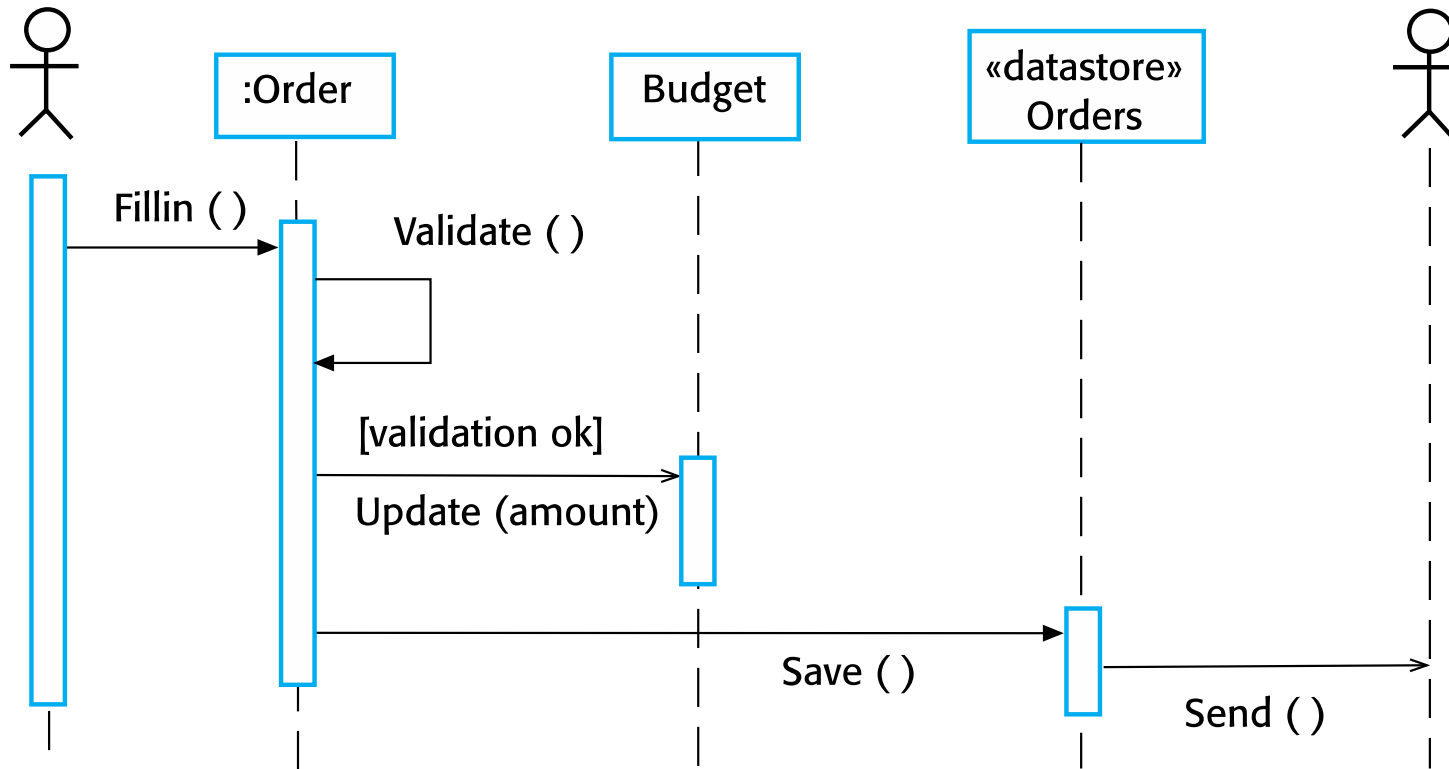 :Order
Budget
«datastore»
Orders
Fillin ( )
Validate ( )
[validation ok]
Update (amount)
Save ( )
Send ( )